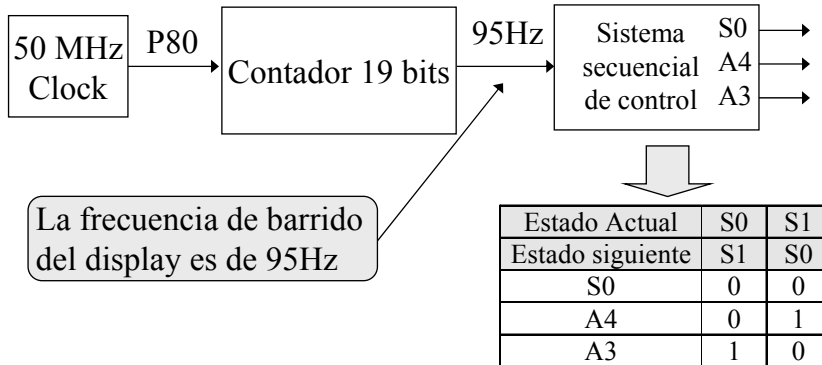 50 MHz
Clock
P80
Contador 19 bits
95Hz
Sistema
secuencial
de control
S0
A4
A3
La frecuencia de barrido
del display es de 95Hz
Estado Actual S0 S1
Estado siguiente S1 S0
S0 0 0
A4 0 1
A3 1 0